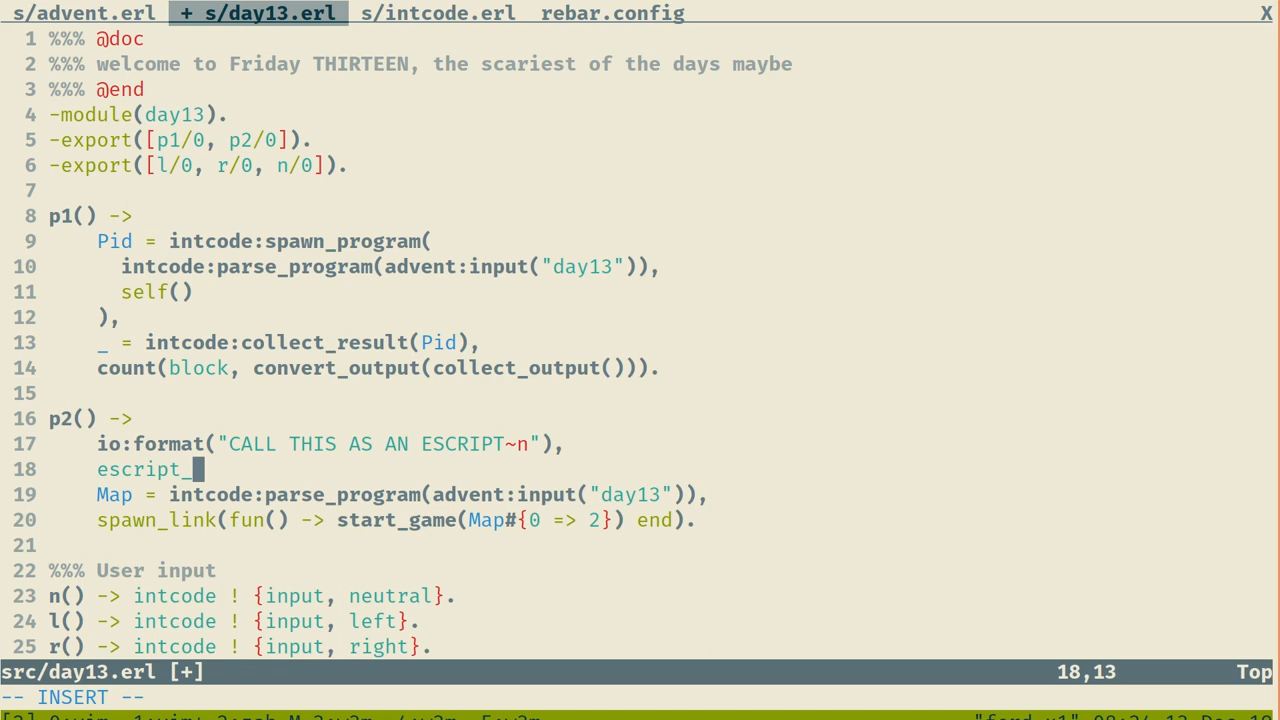 s/advent.erl + s/day13.erl s/intcode.erl rebar.config X
1 %%% @doc
2 %%% welcome to Friday THIRTEEN, the scariest of the days maybe
3 %%% @end
4 -module(day13).
5 -export([p1/0, p2/0]).
6 -export([l/0, r/0, n/0]).
7
8 p1() ->
9     Pid = intcode:spawn_program(
10       intcode:parse_program(advent:input("day13")),
11       self()
12     ),
13     _ = intcode:collect_result(Pid),
14     count(block, convert_output(collect_output())).
15
16 p2() ->
17     io:format("CALL THIS AS AN ESCRIPT~n"),
18     escript_
19     Map = intcode:parse_program(advent:input("day13")),
20     spawn_link(fun() -> start_game(Map#{0 => 2}) end).
21
22 %%% User input
23 n() -> intcode ! {input, neutral}.
24 l() -> intcode ! {input, left}.
25 r() -> intcode ! {input, right}.
src/day13.erl [+] 18,13 Top
-- INSERT --